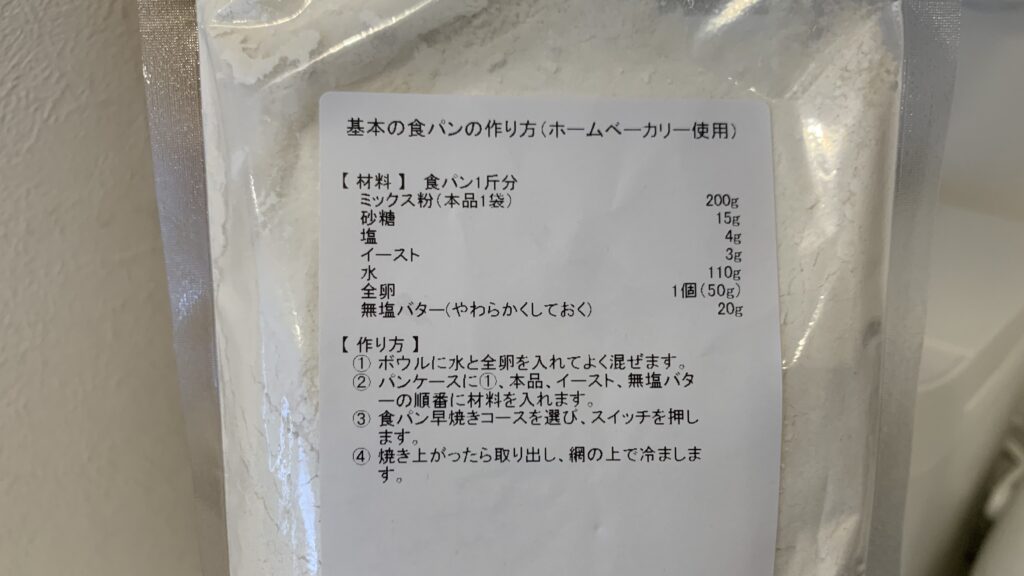 基本の食パンの作り方(ホームベーカリー使用)
【 材料 】 食パン1斤分
ミックス粉(本品1袋) 200g
砂糖 15g
塩 4g
イースト 3g
水 110g
全卵 1個(50g)
無塩バター(やわらかくしておく) 20g
【 作り方 】
① ボウルに水と全卵を入れてよく混ぜます。
② パンケースに①、本品、イースト、無塩バタ
ーの順番に材料を入れます。
③ 食パン早焼きコースを選び、スイッチを押し
ます。
④ 焼き上がったら取り出し、網の上で冷ましま
す。